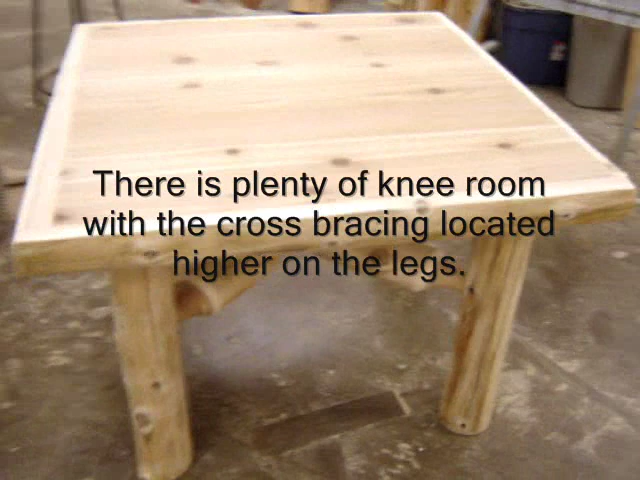 There is plenty of knee room
with the cross bracing located
higher on the legs.